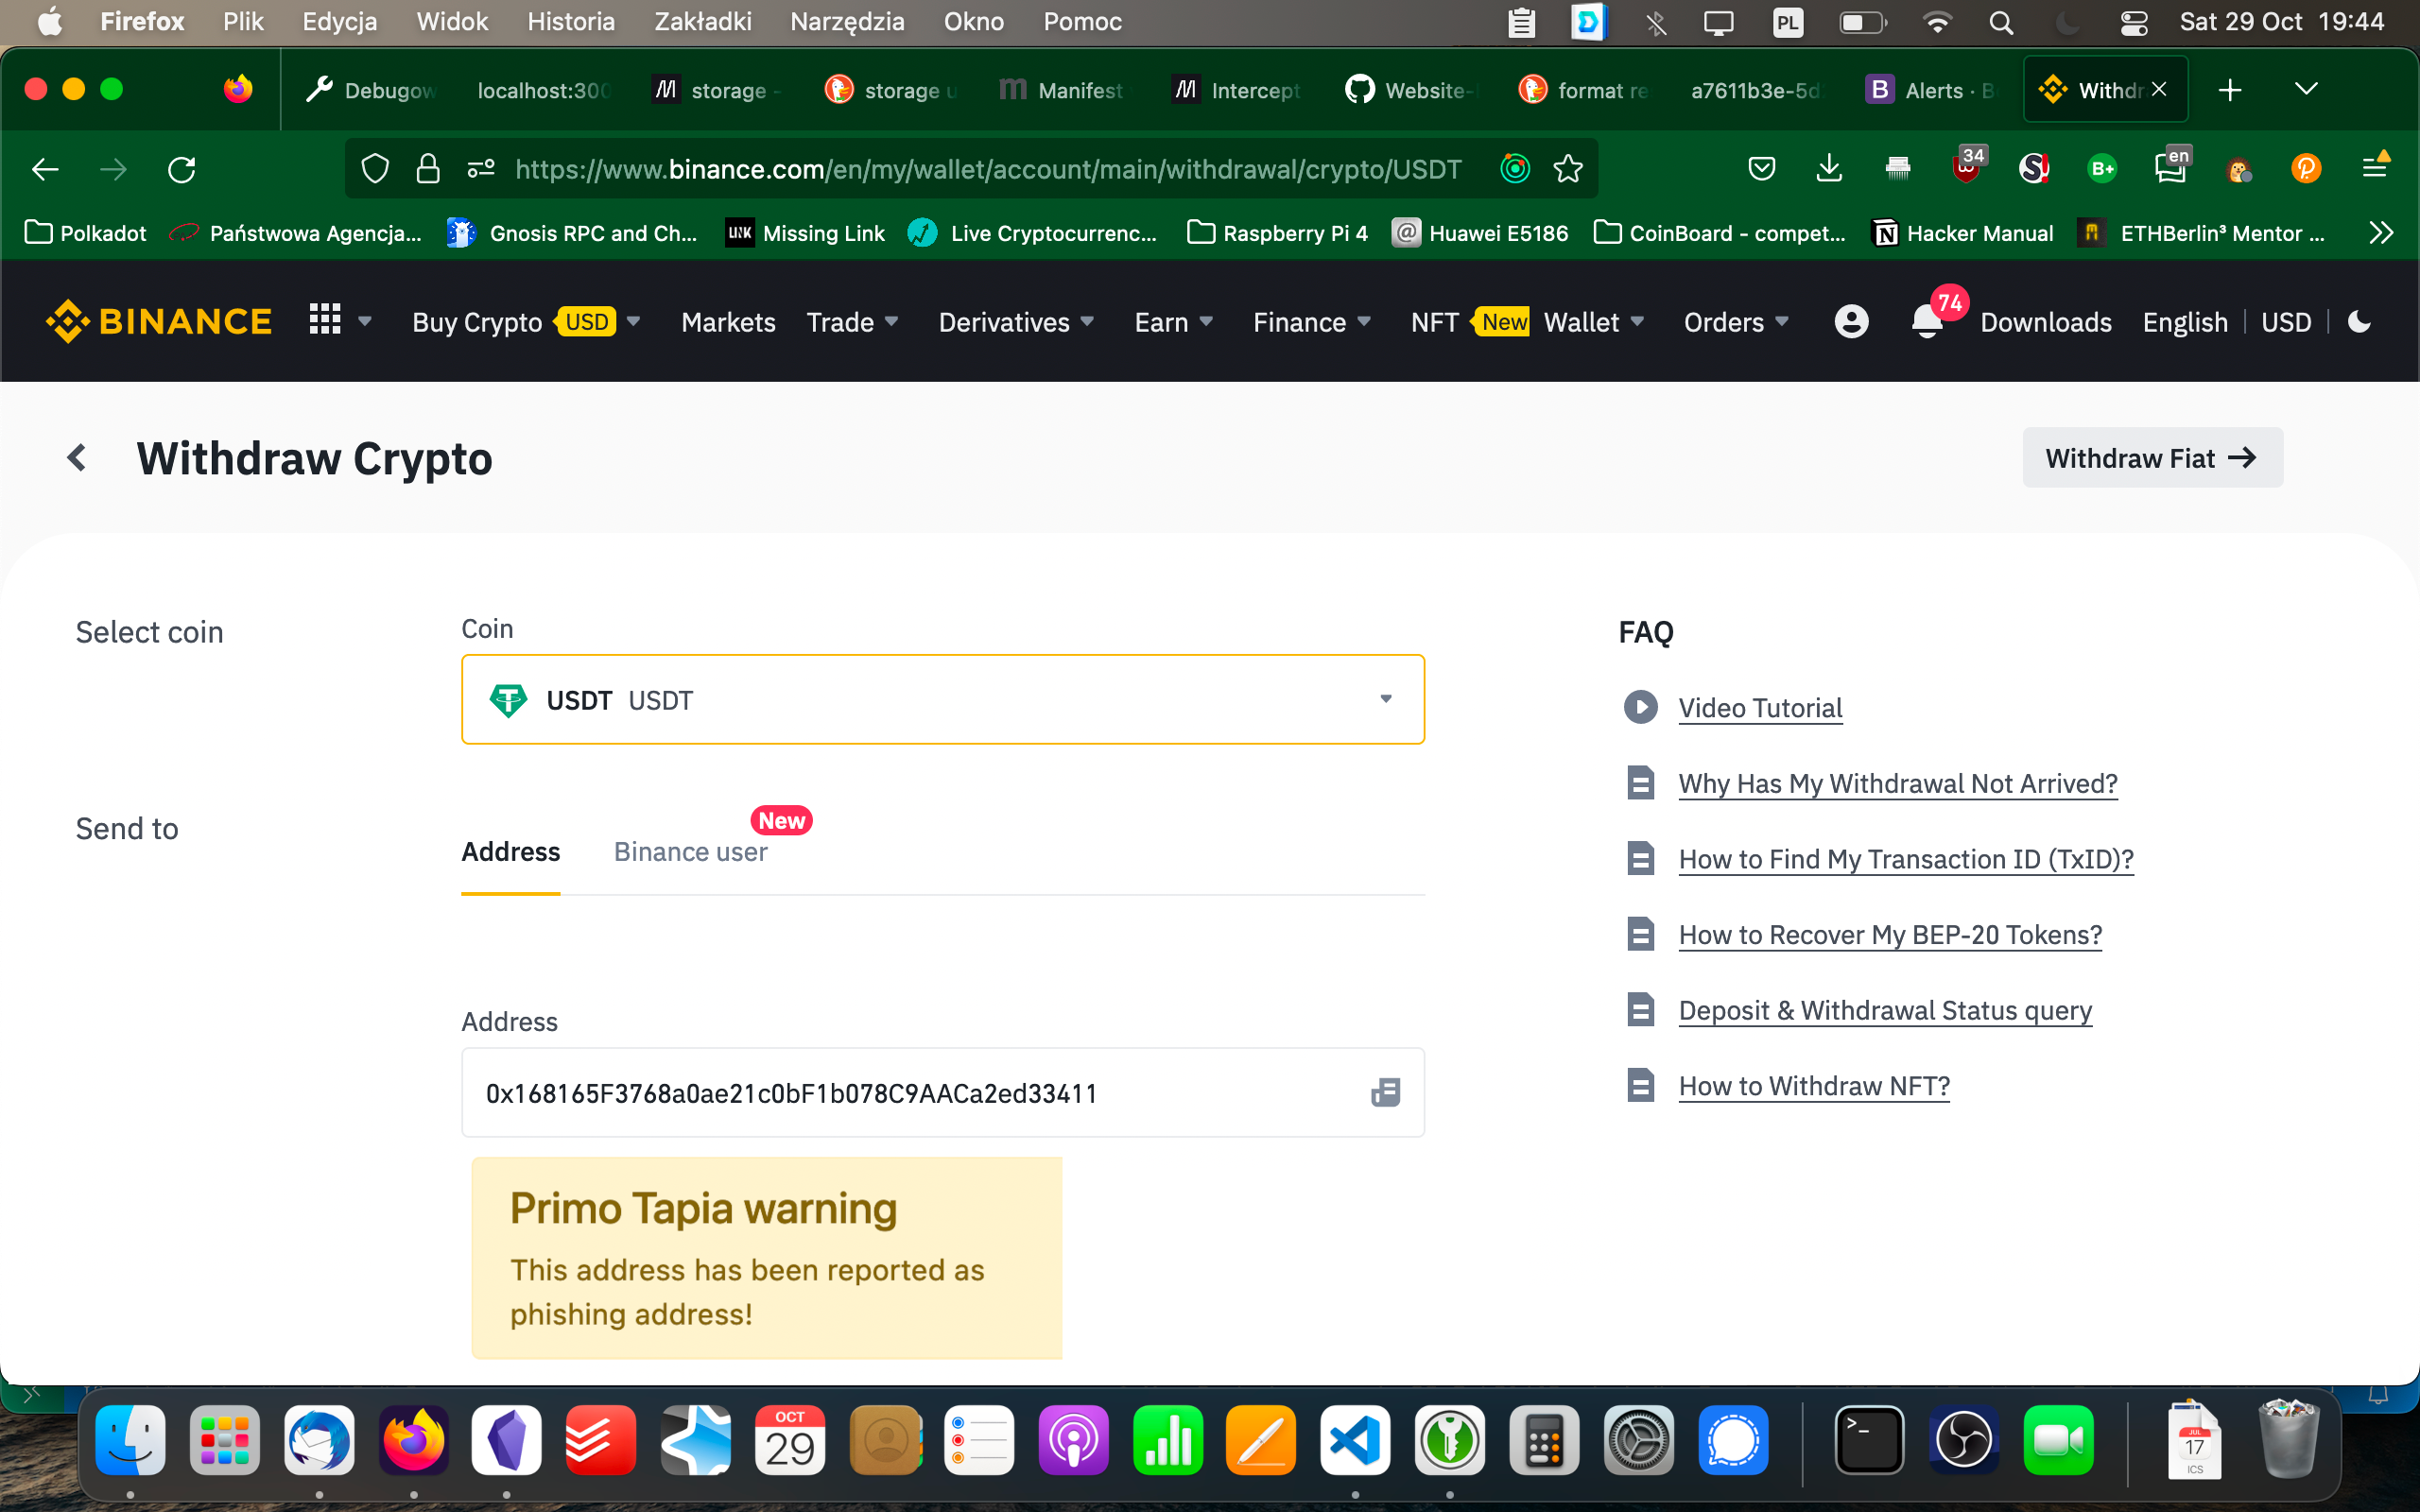 Firefox Plik Edycja Widok Historia Zakładki Narzędzia Okno Pomoc PL Sat 29 Oct 19:44
Debugow localhost:300 storage - storage u Manifest Intercept Website- format re a7611b3e-5d Alerts · B Withdr
https://www.binance.com/en/my/wallet/account/main/withdrawal/crypto/USDT 34 B+ en
Polkadot Państwowa Agencja... Gnosis RPC and Ch... Missing Link Live Cryptocurrenc... Raspberry Pi 4 Huawei E5186 CoinBoard - compet... Hacker Manual ETHBerlin³ Mentor ...
BINANCE Buy Crypto USD Markets Trade Derivatives Earn Finance NFT New Wallet Orders 74 Downloads English USD
Withdraw Crypto
Withdraw Fiat
Select coin
Coin
USDT USDT
Send to
Address
Binance user
New
Address
0x168165F3768a0ae21c0bF1b078C9AACa2ed33411
Primo Tapia warning
This address has been reported as
phishing address!
FAQ
Video Tutorial
Why Has My Withdrawal Not Arrived?
How to Find My Transaction ID (TxID)?
How to Recover My BEP-20 Tokens?
Deposit & Withdrawal Status query
How to Withdraw NFT?
OCT
29
JUL
17
ICS